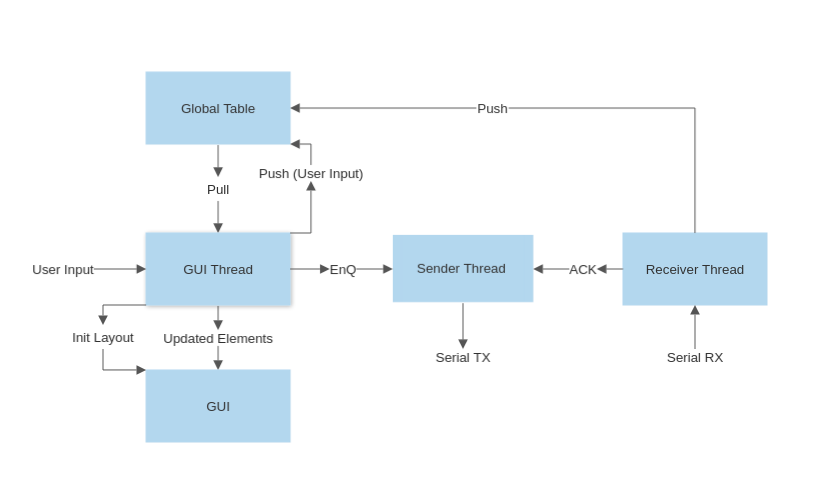 Global Table
Push
Push (User Input)
Pull
User Input
GUI Thread
EnQ
Sender Thread
ACK
Receiver Thread
Init Layout
Updated Elements
Serial TX
Serial RX
GUI